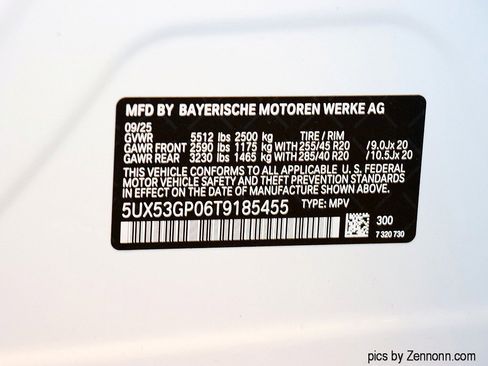 MFD BY BAYERISCHE MOTOREN WERKE AG
09/25
GVWR 5512 lbs 2500 kg TIRE / RIM
GAWR FRONT 2590 lbs 1175 kg WITH 255/45 R20 /9.0Jx 20
GAWR REAR 3230 lbs 1465 kg WITH 285/40 R20 /10.5Jx 20
THIS VEHICLE CONFORMS TO ALL APPLICABLE U. S. FEDERAL
MOTOR VEHICLE SAFETY, BUMPER, AND THEFT PREVENTION
STANDARDS IN EFFECT ON THE DATE OF MANUFACTURE SHOWN ABOVE.
5UX53GP06T9185455 TYPE: MPV
300
7 320 730
pics by Zennonn.com